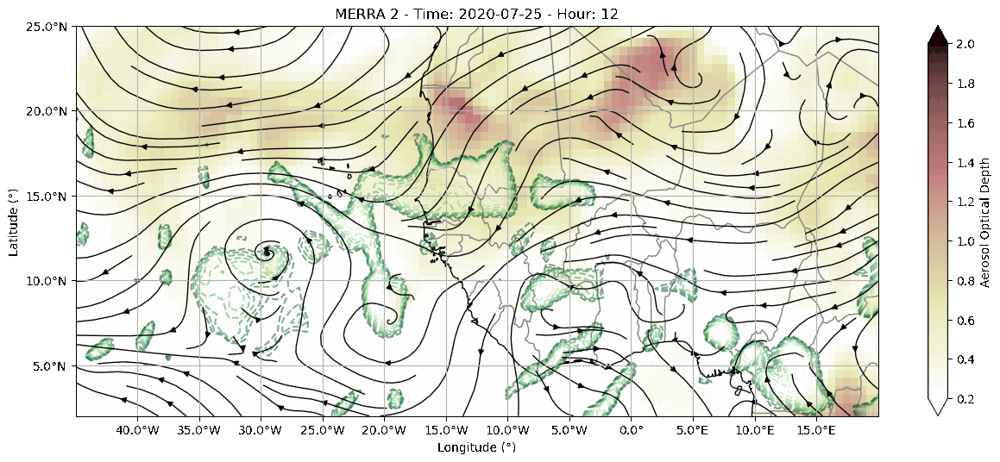 MERRA 2 - Time: 2020-07-25 - Hour: 12
25.0°N
20.0°N
15.0°N
10.0°N
5.0°N
Latitude (°)
40.0°W 35.0°W 30.0°W 25.0°W 20.0°W 15.0°W 10.0°W 5.0°W 0.0° 5.0°E 10.0°E 15.0°E
Longitude (°)
2.0
1.8
1.6
1.4
1.2
1.0
0.8
0.6
0.4
0.2
Aerosol Optical Depth